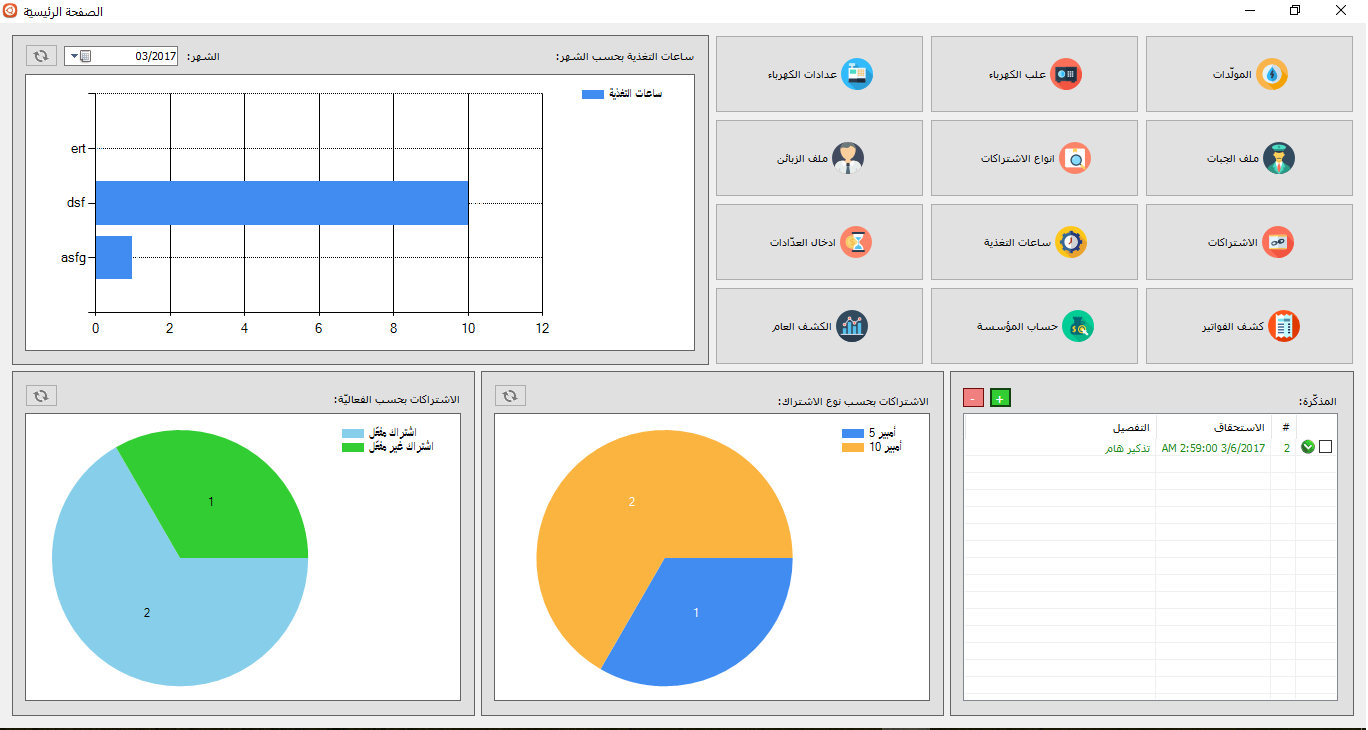 الصفحة الرئيسيّة
المولّدات
علب الكهرباء
عدادات الكهرباء
ملف الجبات
انواع الاشتراكات
ملف الزبائن
الاشتراكات
ساعات التغذية
ادخال العدّادات
كشف الفواتير
حساب المؤسسة
الكشف العام
ساعات التغذية بحسب الشهر:
الشهر:
03/2017
ساعات التغذية
ert
dsf
asfg
0 2 4 6 8 10 12
المذكّرة:
+
-
# الاستحقاق التفصيل
2 3/6/2017 2:59:00 AM تذكير هام
الاشتراكات بحسب نوع الاشتراك:
5 أمبير
10 أمبير
2
1
الاشتراكات بحسب الفعاليّة:
اشتراك مفعّل
اشتراك غير مفعّل
1
2